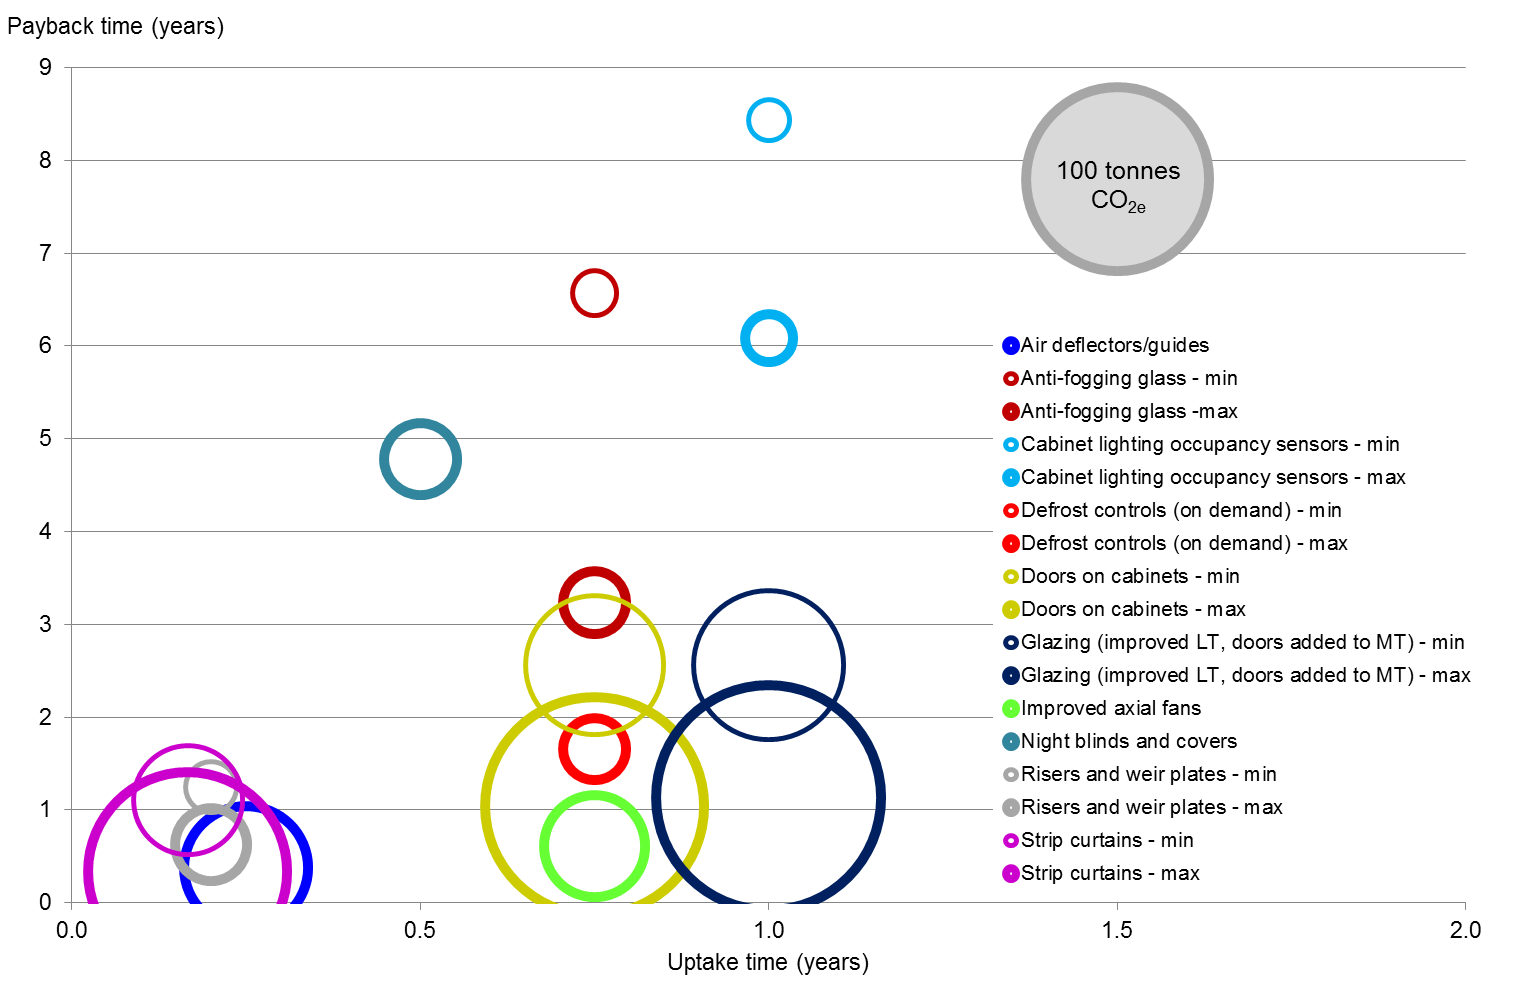 Payback time (years)
9
8
7
6
5
4
3
2
1
0
0.0
0.5
1.0
1.5
2.0
Uptake time (years)
100 tonnes
CO2e
Air deflectors/guides
Anti-fogging glass - min
Anti-fogging glass -max
Cabinet lighting occupancy sensors - min
Cabinet lighting occupancy sensors - max
Defrost controls (on demand) - min
Defrost controls (on demand) - max
Doors on cabinets - min
Doors on cabinets - max
Glazing (improved LT, doors added to MT) - min
Glazing (improved LT, doors added to MT) - max
Improved axial fans
Night blinds and covers
Risers and weir plates - min
Risers and weir plates - max
Strip curtains - min
Strip curtains - max